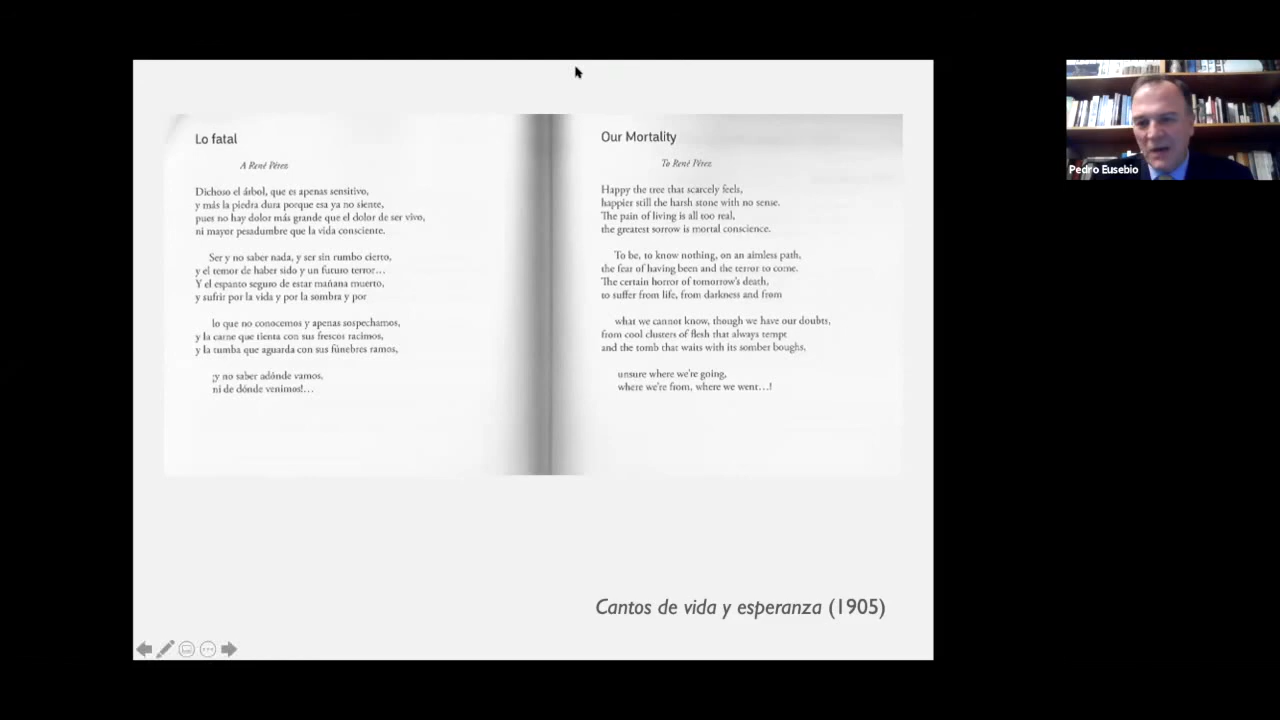 Lo fatal
A René Pérez
Dichoso el árbol, que es apenas sensitivo,
y más la piedra dura porque esa ya no siente,
pues no hay dolor más grande que el dolor de ser vivo,
ni mayor pesadumbre que la vida consciente.
Ser y no saber nada, y ser sin rumbo cierto,
y el temor de haber sido y un futuro terror...
Y el espanto seguro de estar mañana muerto,
y sufrir por la vida y por la sombra y por
lo que no conocemos y apenas sospechamos,
y la carne que tienta con sus frescos racimos,
y la tumba que aguarda con sus fúnebres ramos,
¡y no saber adónde vamos,
ni de dónde venimos!...
Our Mortality
To René Pérez
Happy the tree that scarcely feels,
happier still the harsh stone with no sense.
The pain of living is all too real,
the greatest sorrow is mortal conscience.
To be, to know nothing, on an aimless path,
the fear of having been and the terror to come.
The certain horror of tomorrow's death,
to suffer from life, from darkness and from
what we cannot know, though we have our doubts,
from cool clusters of flesh that always tempt
and the tomb that waits with its somber boughs,
unsure where we're going,
where we're from, where we went...!
Cantos de vida y esperanza (1905)
Pedro Eusebio